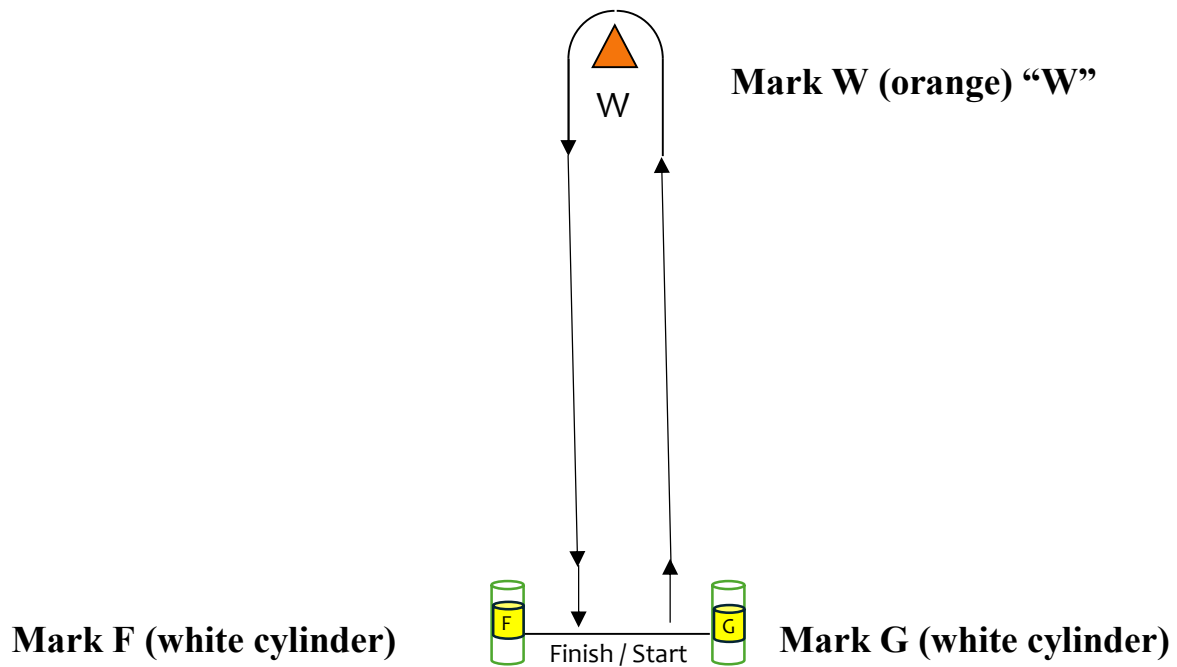 Mark W (orange) “W”
W
F
G
Mark F (white cylinder)
Mark G (white cylinder)
Finish / Start